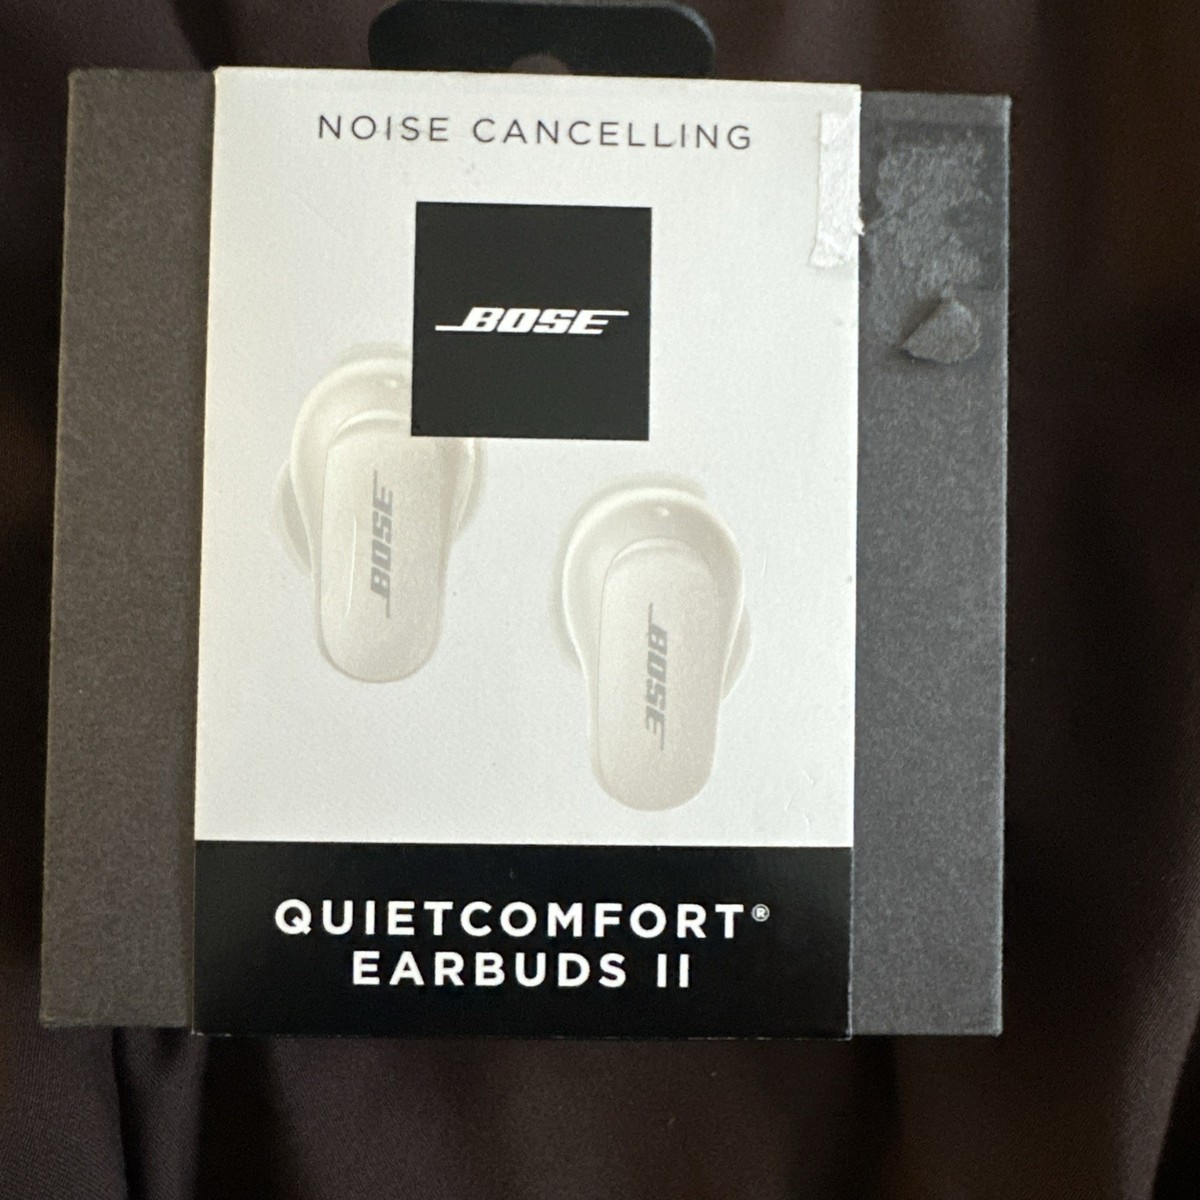 NOISE CANCELLING
BOSE
BOSE
BOSE
QUIETCOMFORT®
EARBUDS II